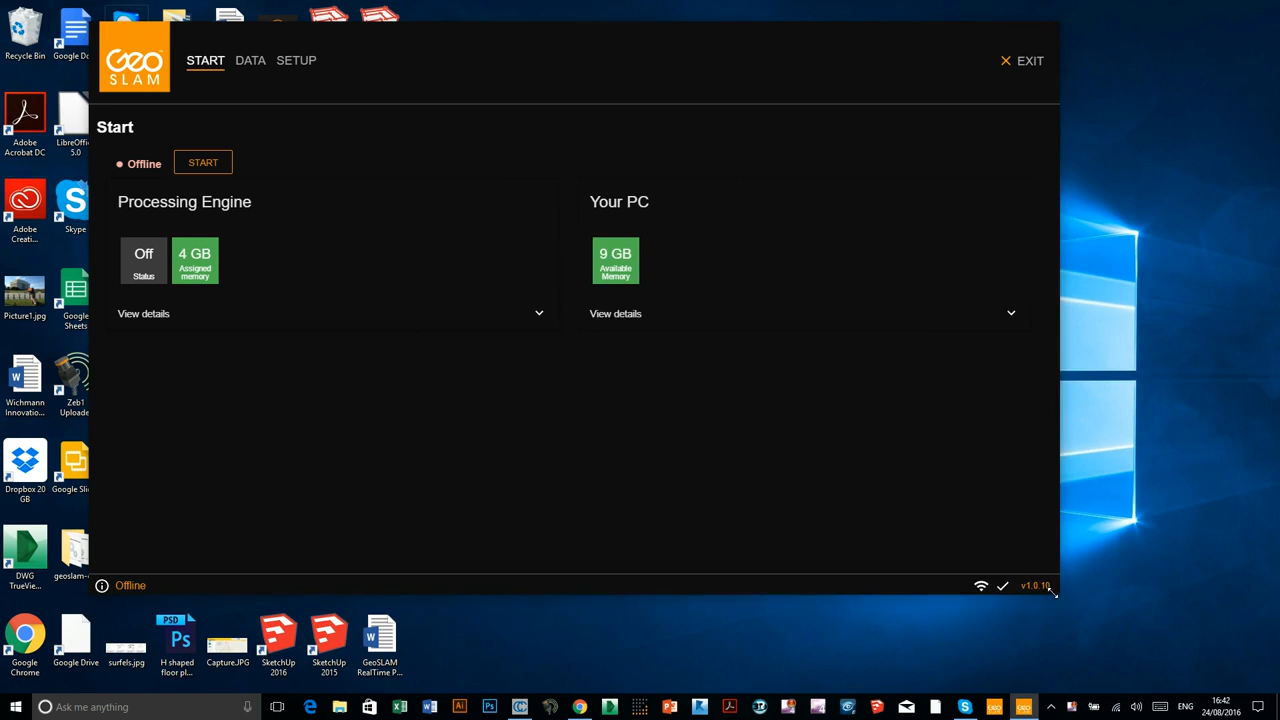 GEO
SLAM
START DATA SETUP
EXIT
Start
Offline
START
Processing Engine
Off
Status
4 GB
Assigned
memory
View details
Your PC
9 GB
Available
Memory
View details
Offline
v1.0.10
Recycle Bin
Google Do
Adobe
Acrobat DC
LibreOffi
5.0
Adobe
Creati...
Skype
Picture1.jpg
Google
Sheets
Wichmann
Innovatio...
Zeb1
Uploade
Dropbox 20
GB
Google Sli
DWG
TrueView...
geoslam-
Google
Chrome
Google Drive
surfels.jpg
PSD
Ps
H shaped
floor pl...
Capture.JPG
SketchUp
2016
SketchUp
2015
GeoSLAM
RealTime P...
Ask me anything
ENG
16:42
24/08/2016